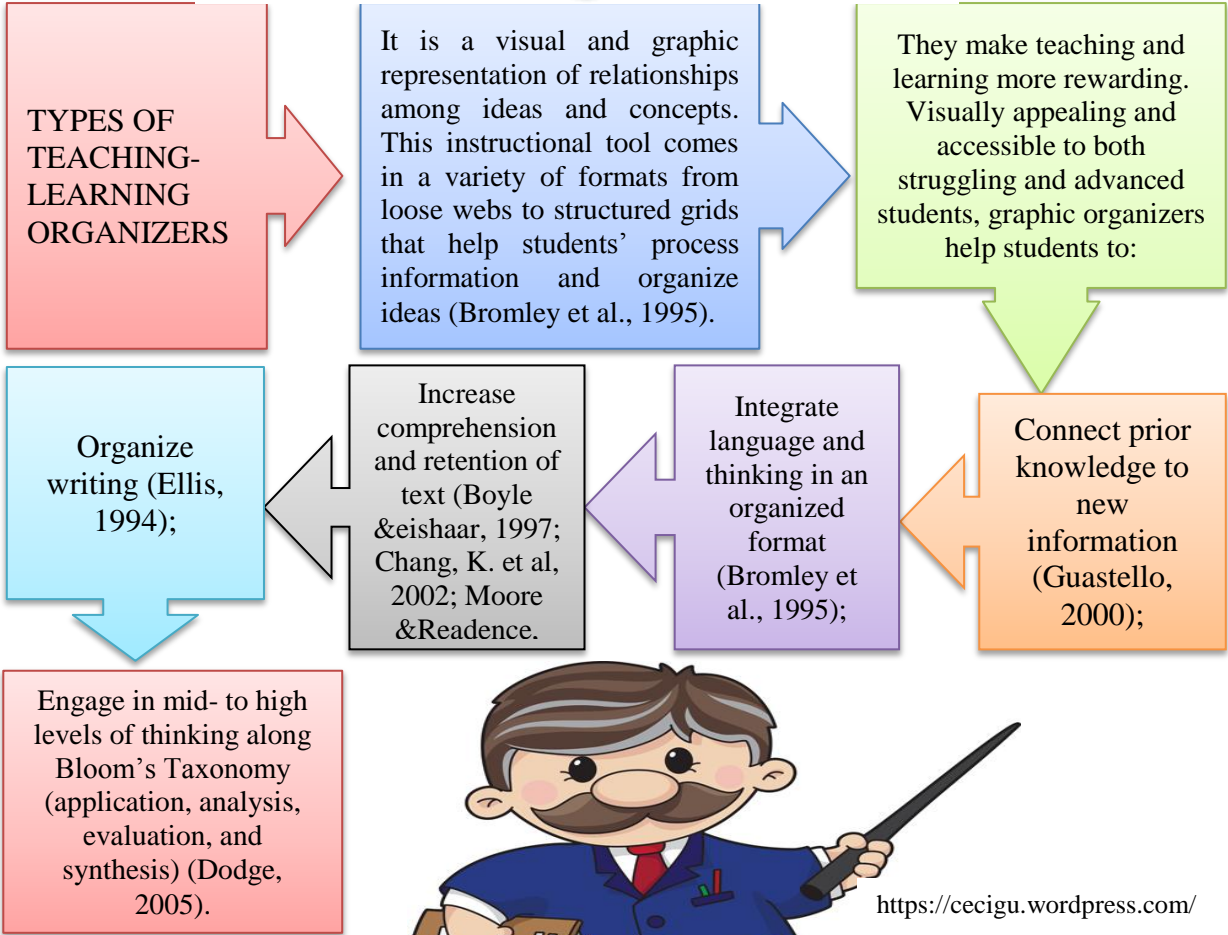 TYPES OF
TEACHING-
LEARNING
ORGANIZERS
It is a visual and graphic
representation of relationships
among ideas and concepts.
This instructional tool comes
in a variety of formats from
loose webs to structured grids
that help students’ process
information and organize
ideas (Bromley et al., 1995).
They make teaching and
learning more rewarding.
Visually appealing and
accessible to both
struggling and advanced
students, graphic organizers
help students to:
Connect prior
knowledge to
new
information
(Guastello,
2000);
Integrate
language and
thinking in an
organized
format
(Bromley et
al., 1995);
Increase
comprehension
and retention of
text (Boyle
&eishaar, 1997;
Chang, K. et al,
2002; Moore
&Readence.
Organize
writing (Ellis,
1994);
Engage in mid- to high
levels of thinking along
Bloom’s Taxonomy
(application, analysis,
evaluation, and
synthesis) (Dodge,
2005).
https://cecigu.wordpress.com/